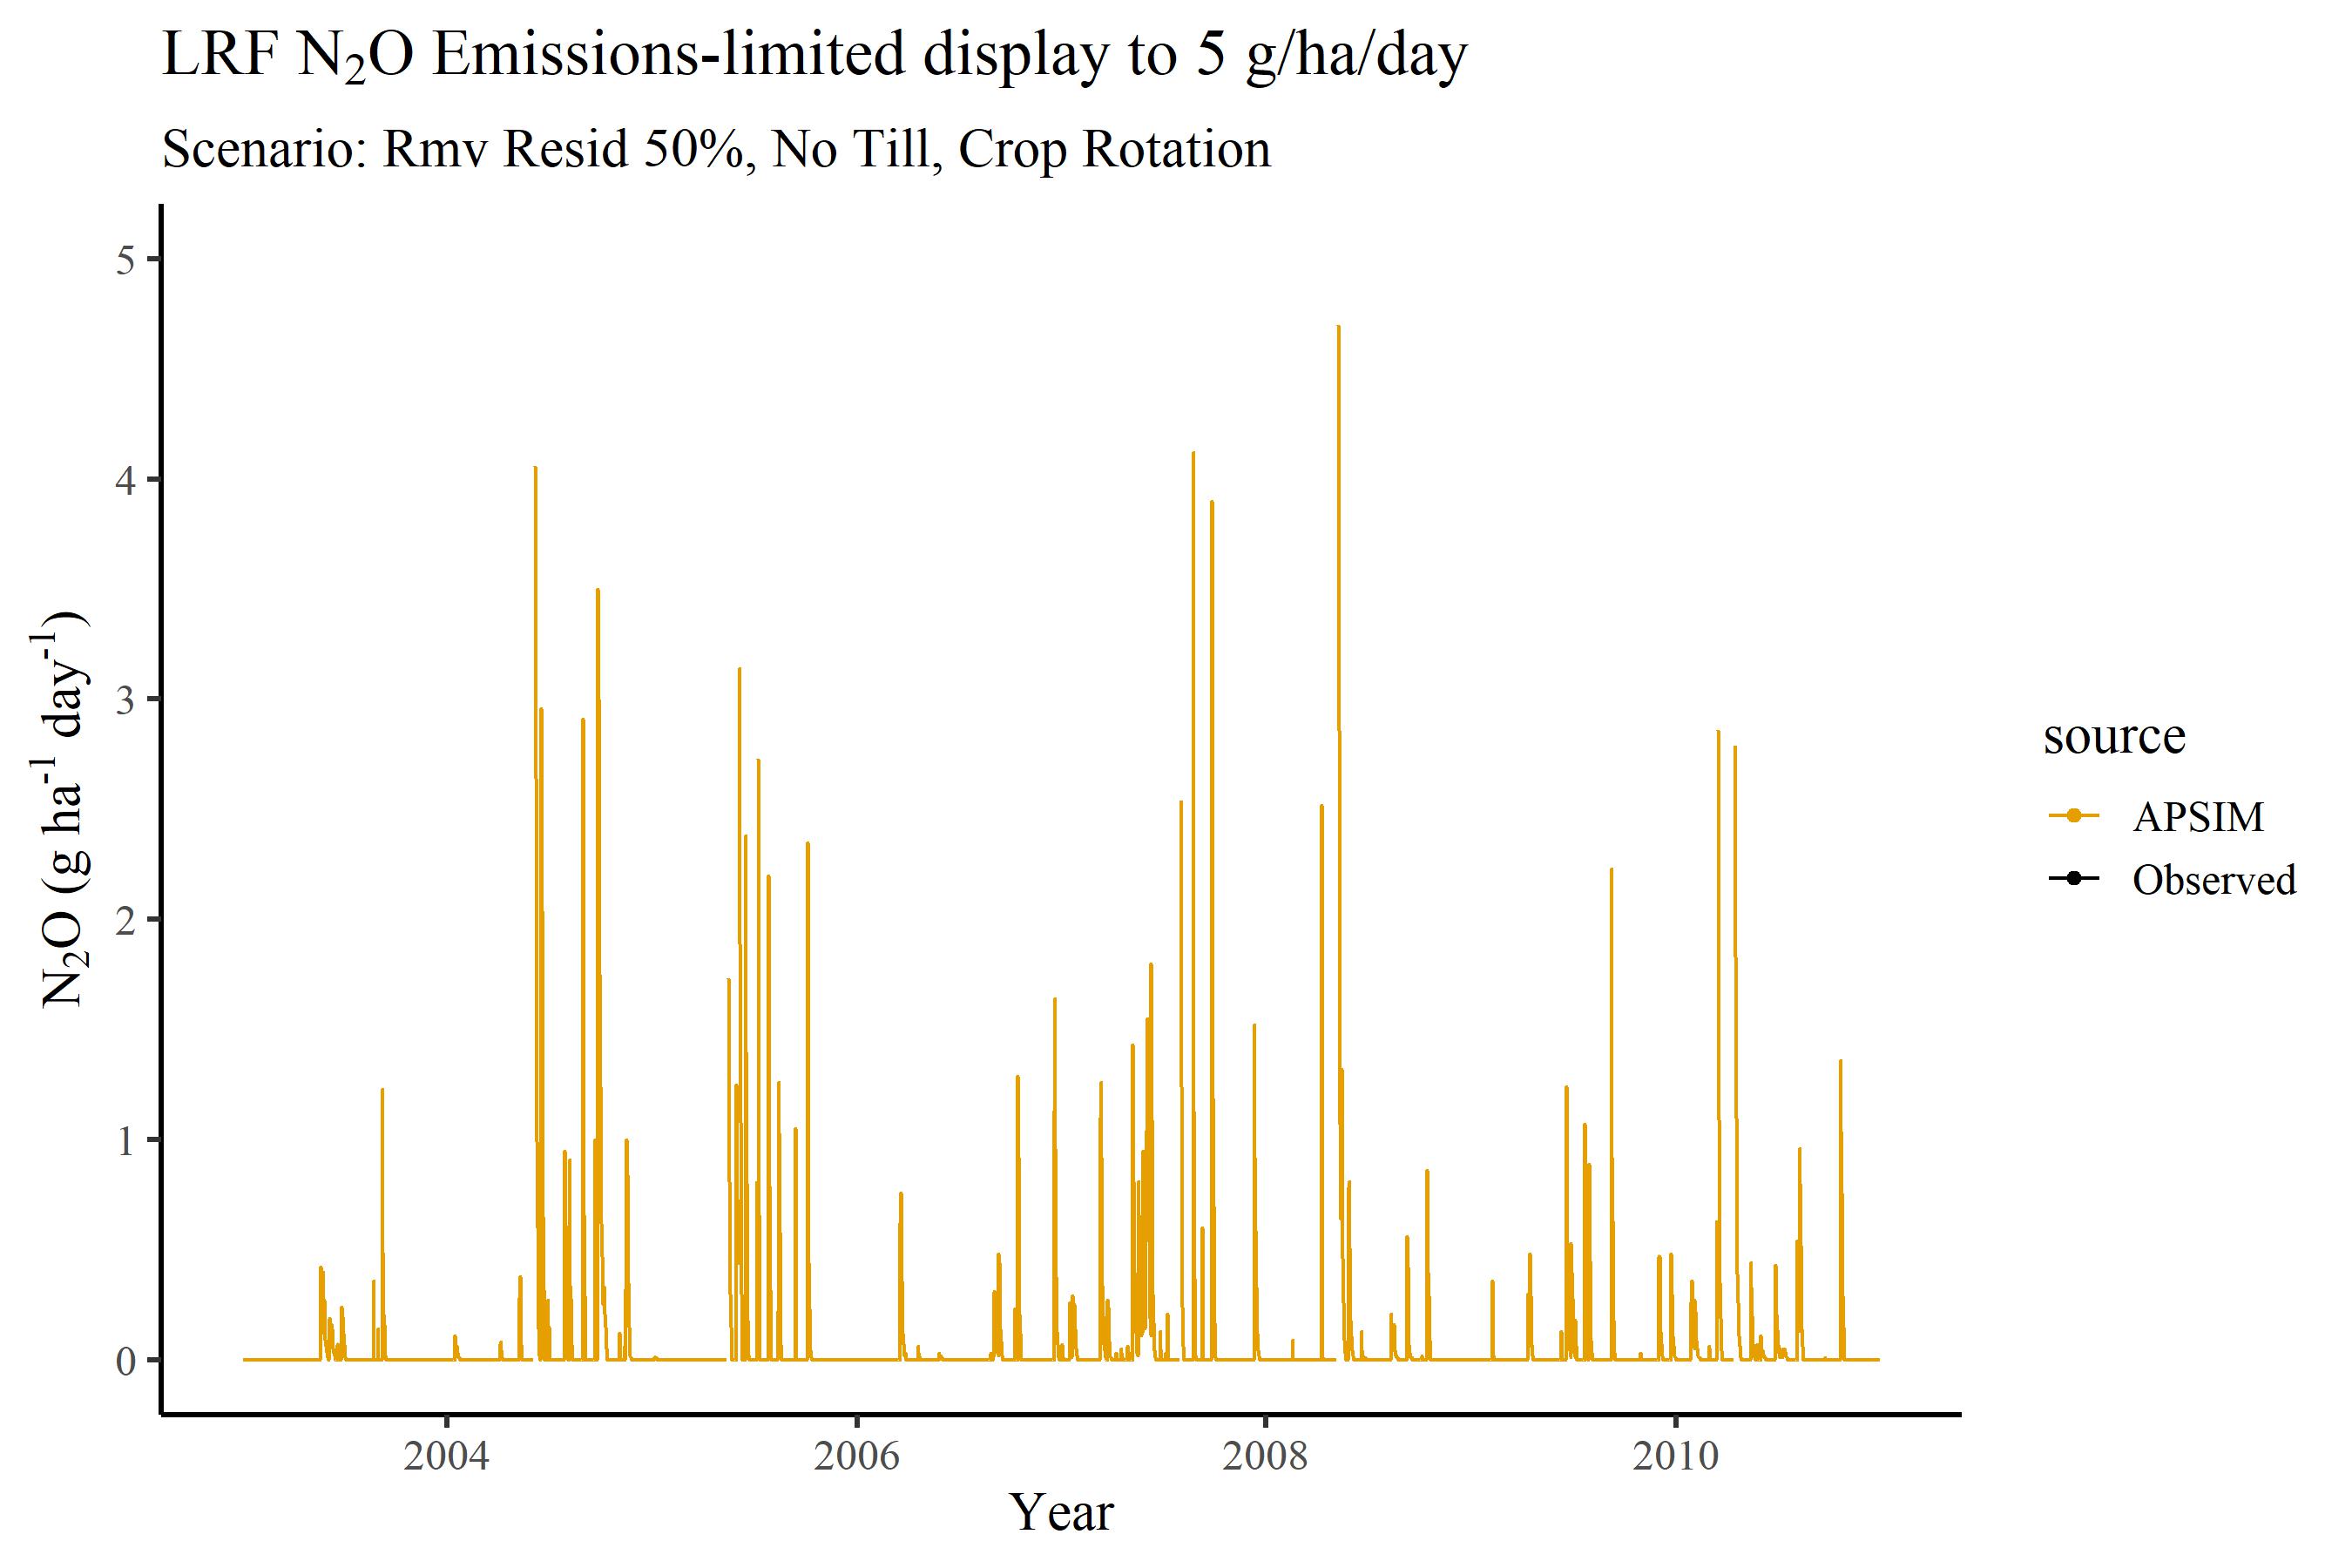 LRF N₂O Emissions-limited display to 5 g/ha/day
Scenario: Rmv Resid 50%, No Till, Crop Rotation
N₂O (g ha⁻¹ day⁻¹)
5
4
3
2
1
0
2004 2006 2008 2010
Year
source
APSIM
Observed